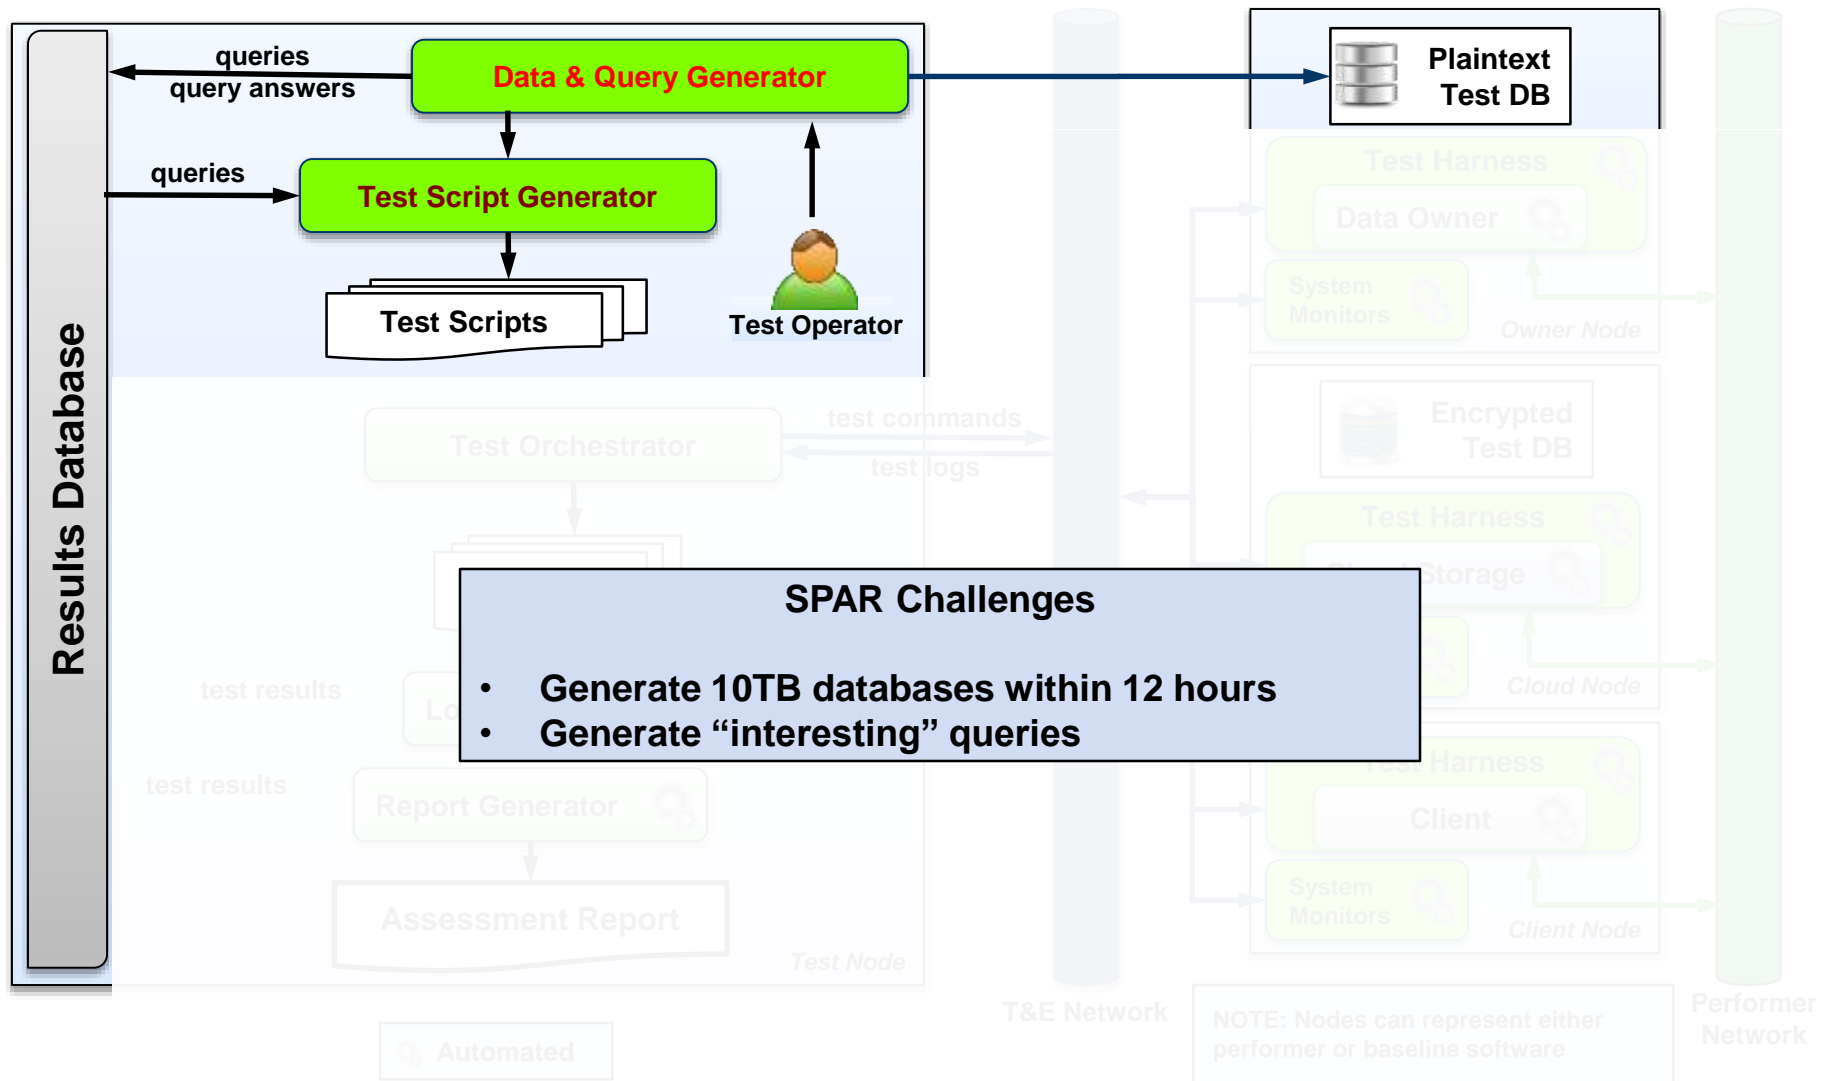 queries
query answers
Data & Query Generator
Plaintext
Test DB
queries
Test Script Generator
Test Harness
Data Owner
System
Monitors
Owner Node
Test Scripts
Test Operator
Results Database
Test Orchestrator
test commands
test logs
Encrypted
Test DB
Test Harness
Storage
Cloud Node
SPAR Challenges
• Generate 10TB databases within 12 hours
• Generate “interesting” queries
test results
Lo
test results
Report Generator
Test Harness
Client
System
Monitors
Client Node
Assessment Report
Test Node
T&E Network
Performer
Network
NOTE: Nodes can represent either
performer or baseline software
Automated